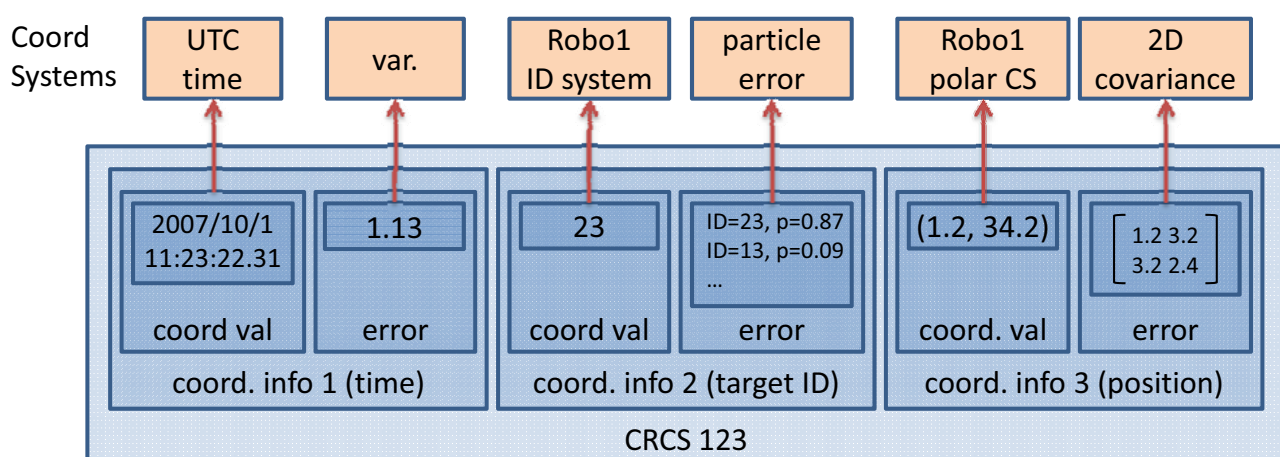 Coord
Systems
UTC
time
var.
Robo1
ID system
particle
error
Robo1
polar CS
2D
covariance
2007/10/1
11:23:22.31
coord val
1.13
error
23
coord val
ID=23, p=0.87
ID=13, p=0.09
...
error
(1.2, 34.2)
coord. val
1.2 3.2
3.2 2.4
error
coord. info 1 (time)
coord. info 2 (target ID)
coord. info 3 (position)
CRCS 123